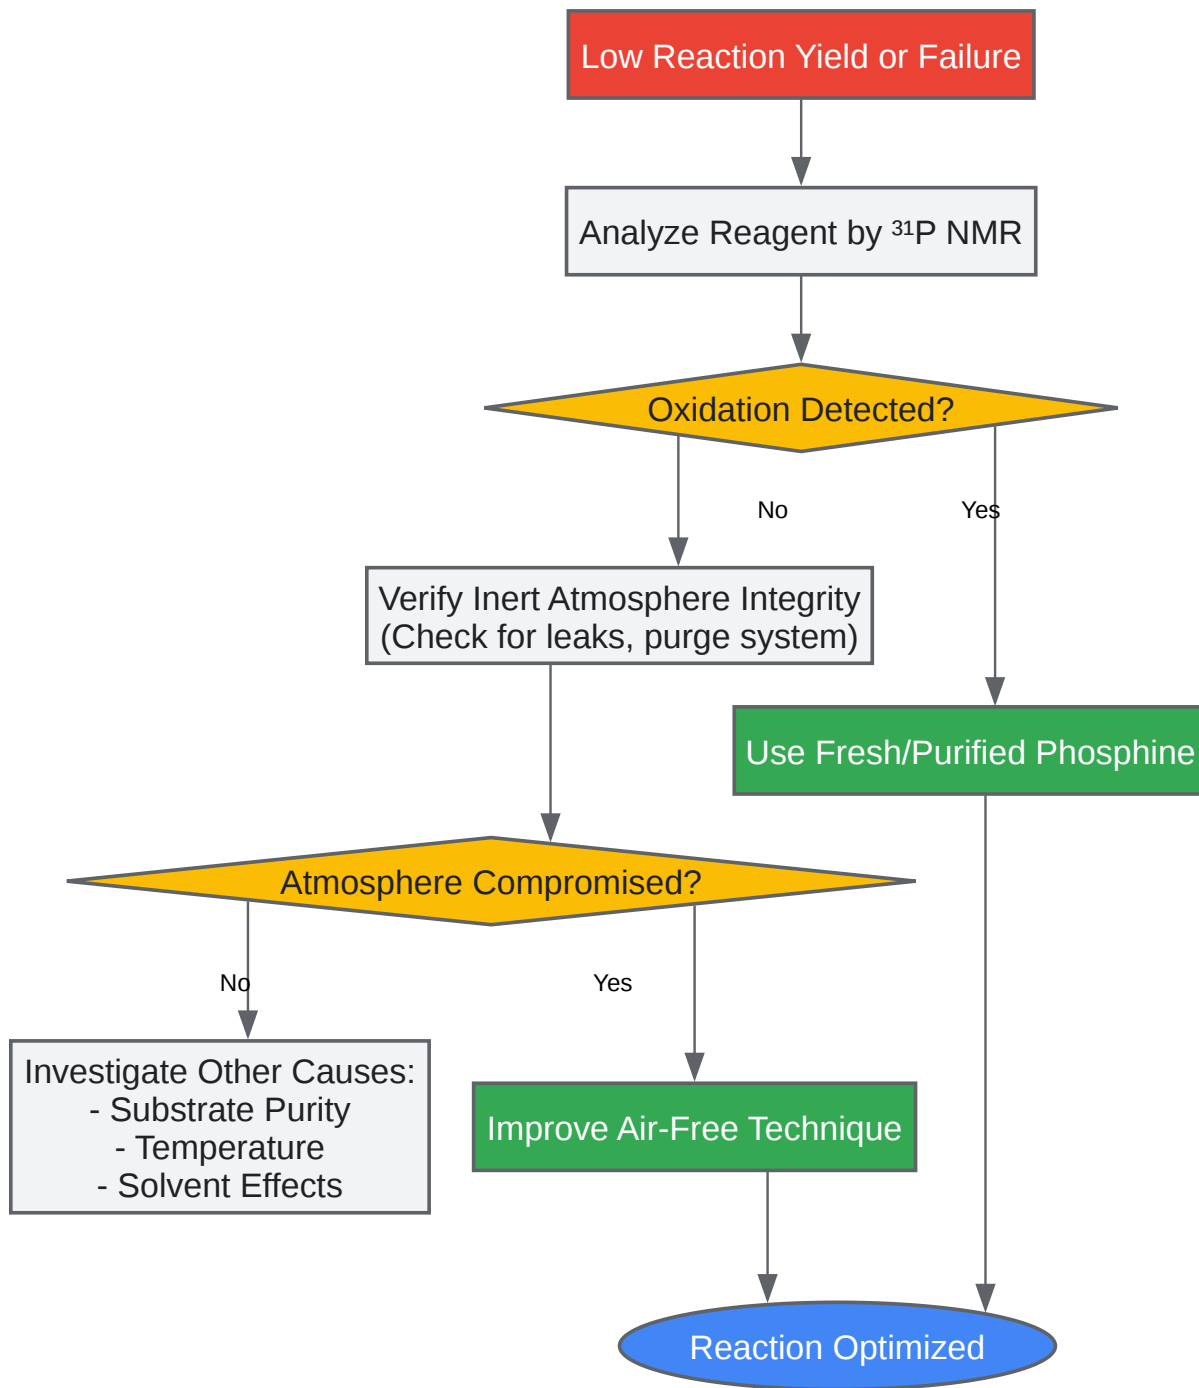 Low Reaction Yield or Failure
Analyze Reagent by ³¹P NMR
Oxidation Detected?
No
Yes
Verify Inert Atmosphere Integrity
(Check for leaks, purge system)
Use Fresh/Purified Phosphine
Atmosphere Compromised?
No
Yes
Investigate Other Causes:
- Substrate Purity
- Temperature
- Solvent Effects
Improve Air-Free Technique
Reaction Optimized